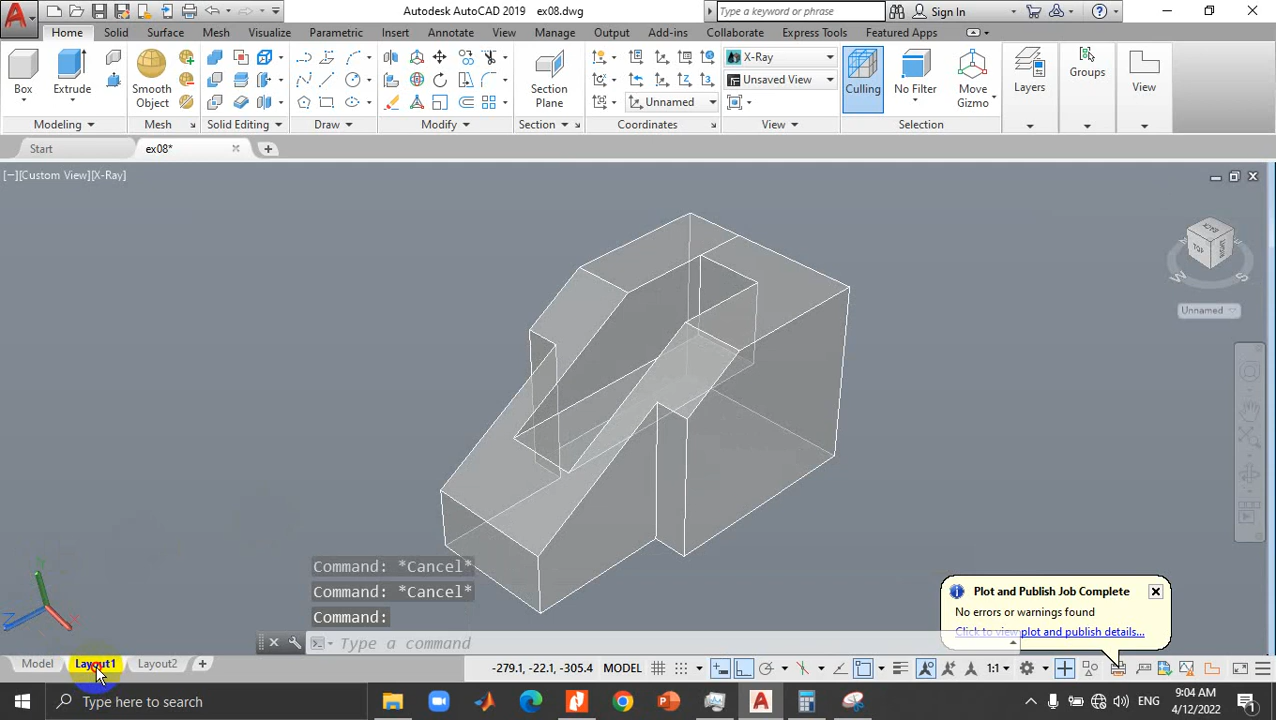 Autodesk AutoCAD 2019 ex08.dwg
Type a keyword or phrase
Sign In
Home Solid Surface Mesh Visualize Parametric Insert Annotate View Manage Output Add-ins Collaborate Express Tools Featured Apps
X-Ray
Unsaved View
Unnamed
Box
Extrude
Smooth
Object
Section
Plane
Culling
No Filter
Move
Gizmo
Layers
Groups
View
Modeling Mesh Solid Editing Draw Modify Section Coordinates View Selection
Start
ex08*
[−][Custom View][X-Ray]
BACK
TOP
W
S
Unnamed
Y
X
Z
Command: *Cancel*
Command: *Cancel*
Command:
Type a command
Plot and Publish Job Complete
No errors or warnings found
Click to view plot and publish details...
Model Layout1 Layout2
-279.1, -22.1, -305.4 MODEL
1:1
Type here to search
ENG
9:04 AM
4/12/2022
1